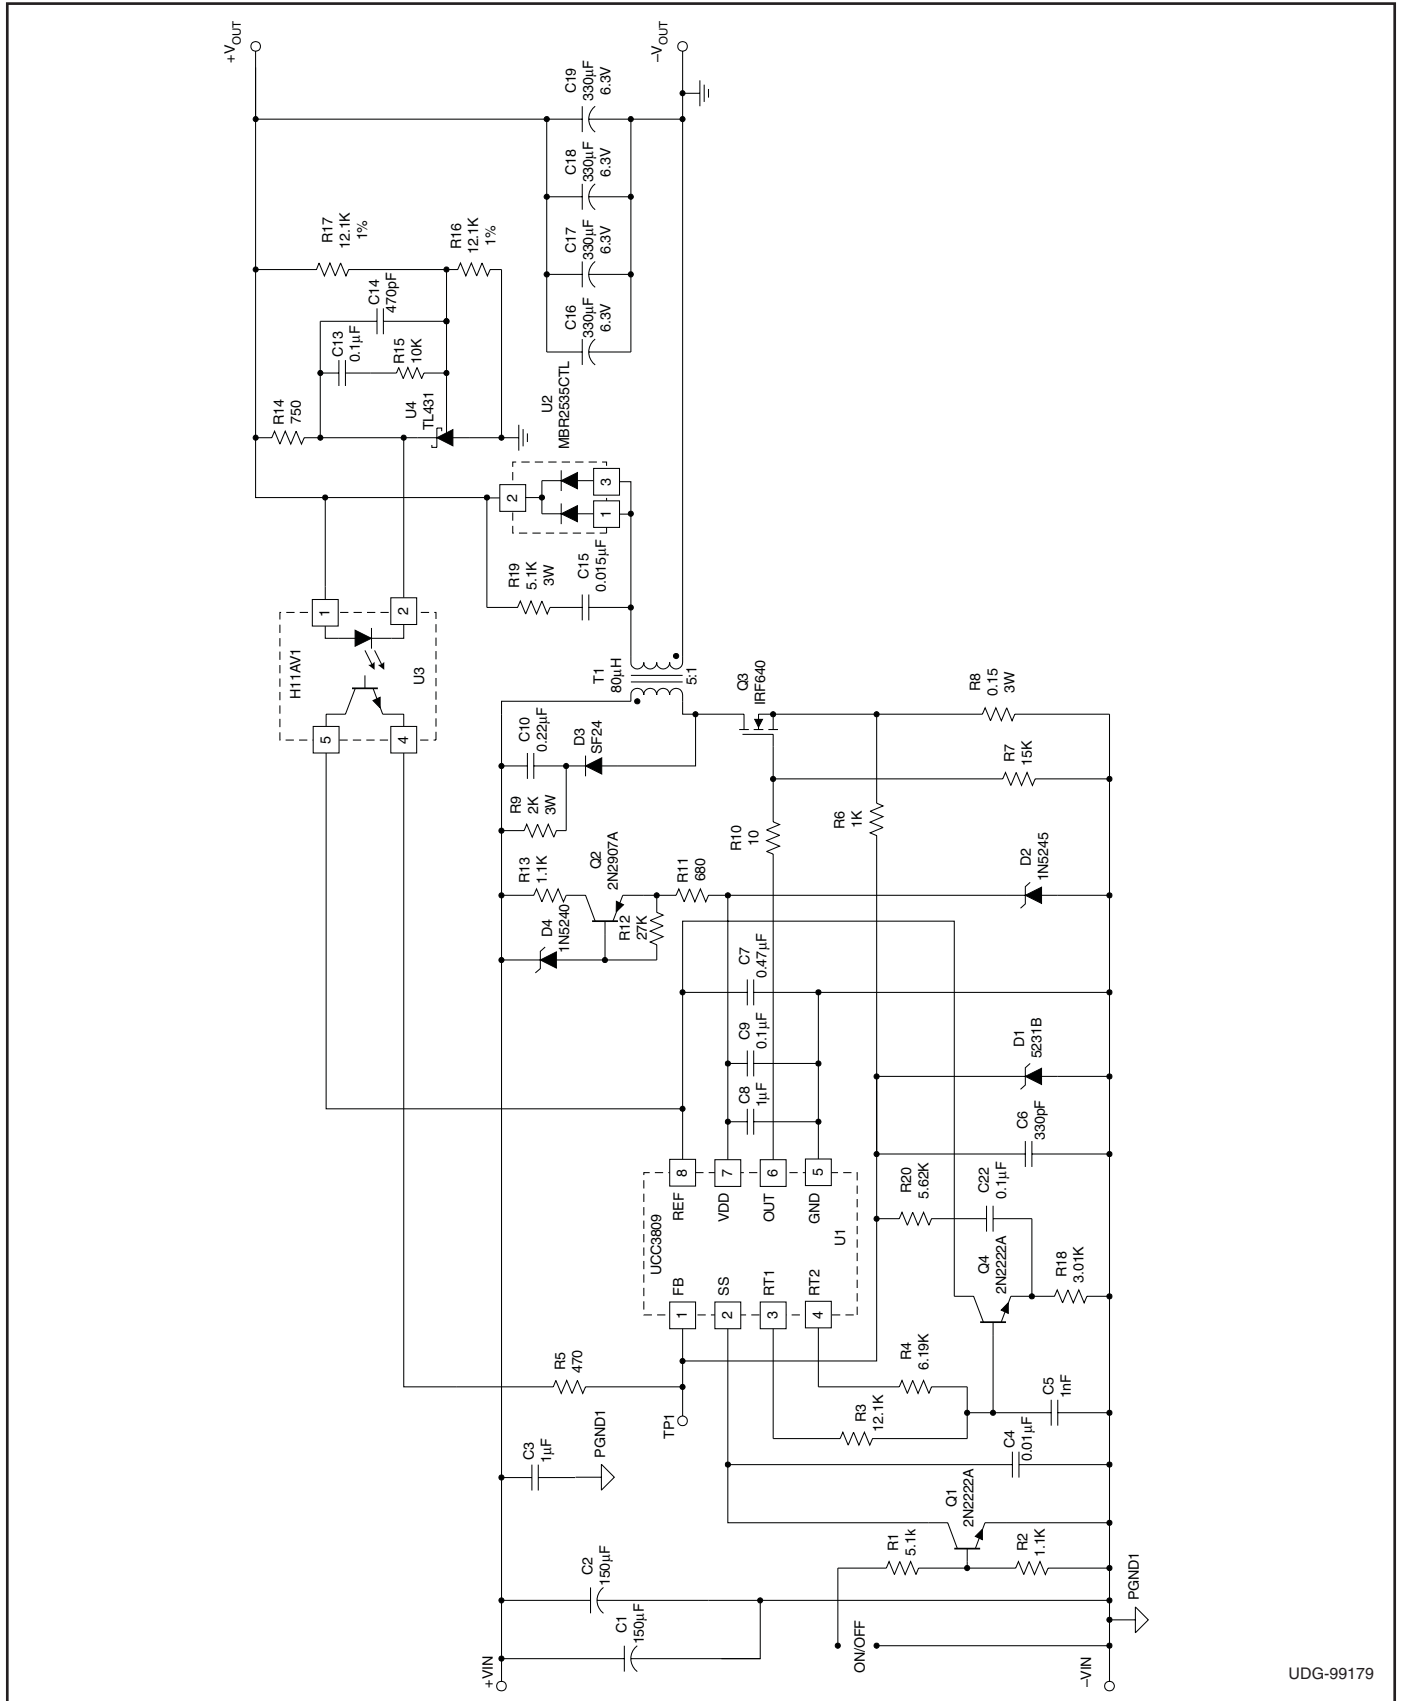 +VOUT
–VOUT
R17
12.1K
1%
R16
12.1K
1%
C14
470pF
C13
0.1µF
R15
10K
R14
750
U4
TL431
C19
330µF
6.3V
C18
330µF
6.3V
C17
330µF
6.3V
C16
330µF
6.3V
U2
MBR2535CTL
2
3
1
R19
5.1K
3W
C15
0.015µF
H11AV1
1
2
5
4
U3
T1
80µH
5:1
Q3
IRF640
R8
0.15
3W
R7
15K
C10
0.22µF
D3
SF24
R9
2K
3W
R10
10
R6
1K
R13
1.1K
Q2
2N2907A
R11
680
D4
1N5240
R12
27K
D2
1N5245
C7
0.47µF
C9
0.1µF
C8
1µF
D1
5231B
C6
330pF
UCC3809
U1
8
REF
7
VDD
6
OUT
5
GND
1
FB
2
SS
3
RT1
4
RT2
R20
5.62K
C22
0.1µF
Q4
2N2222A
R18
3.01K
R5
470
TP1
R4
6.19K
R3
12.1K
C5
1nF
C4
0.01µF
C3
1µF
PGND1
Q1
2N2222A
R1
5.1k
R2
1.1K
C2
150µF
C1
150µF
ON/OFF
PGND1
+VIN
–VIN
UDG-99179